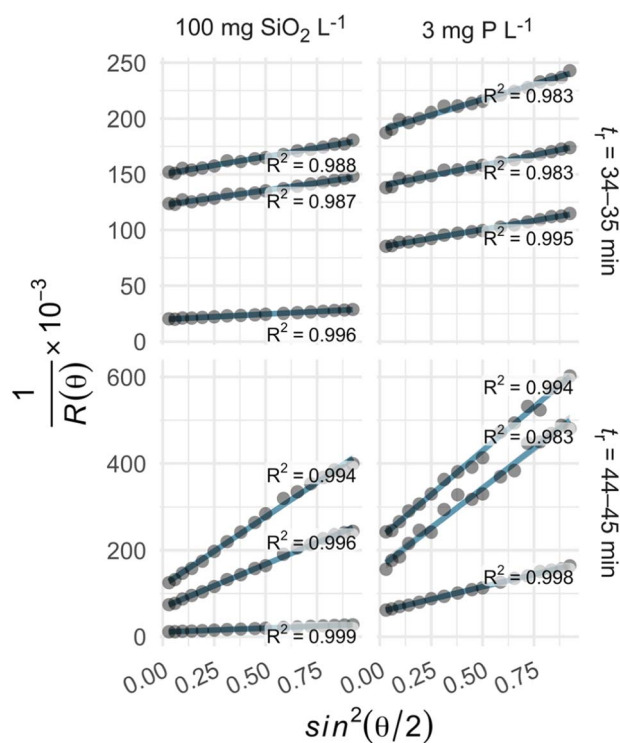 100 mg SiO₂ L⁻¹
3 mg P L⁻¹
250
200
150
100
50
0
R² = 0.988
R² = 0.987
R² = 0.996
R² = 0.983
R² = 0.983
R² = 0.995
tᵣ = 34–35 min
1/R(θ) × 10⁻³
600
400
200
0
R² = 0.994
R² = 0.996
R² = 0.999
R² = 0.994
R² = 0.983
R² = 0.998
tᵣ = 44–45 min
0.00 0.25 0.50 0.75
0.00 0.25 0.50 0.75
sin²(θ/2)